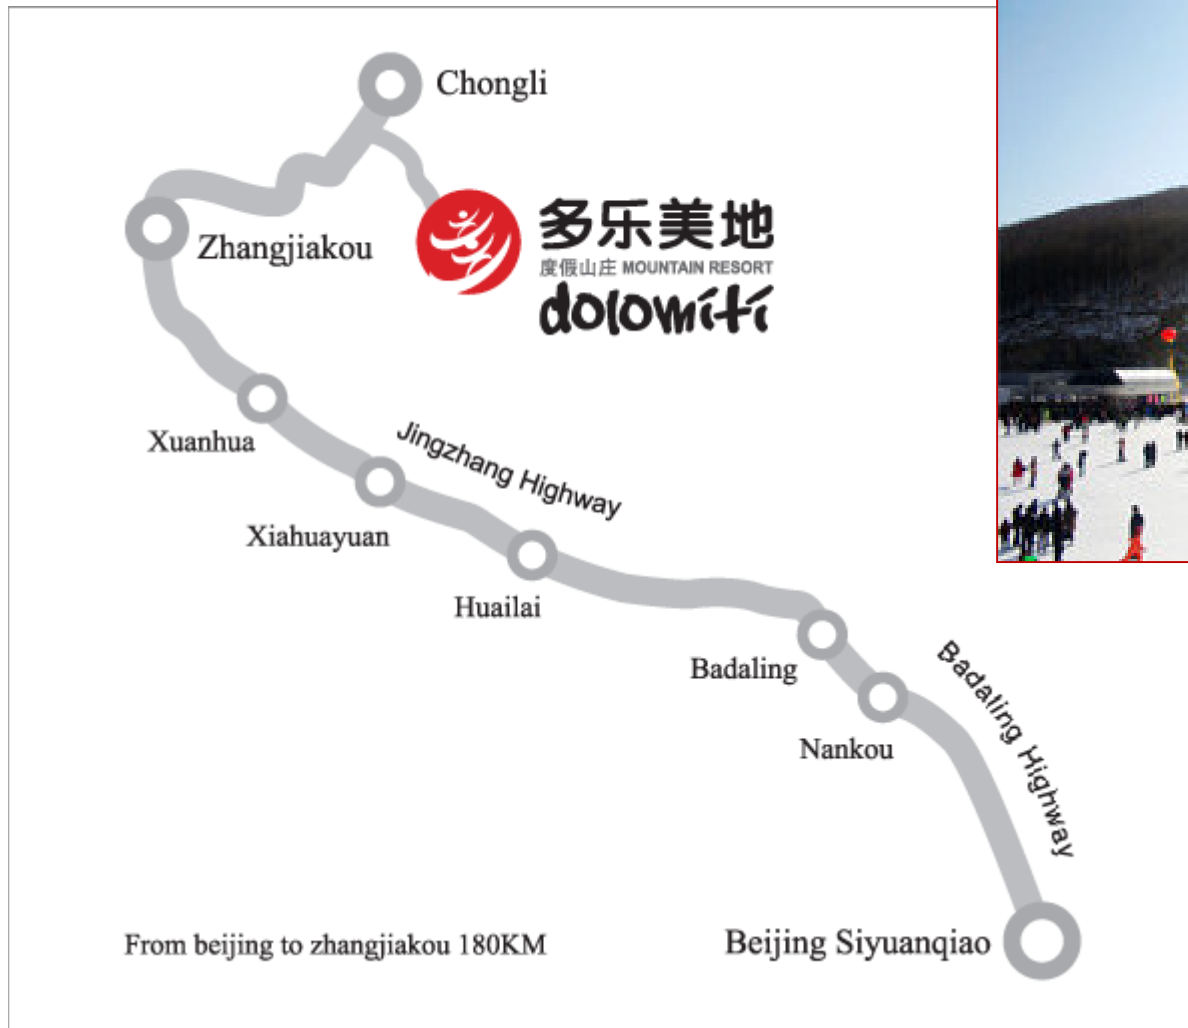 Chongli
Zhangjiakou
多乐美地
度假山庄 MOUNTAIN RESORT
dolomiti
Xuanhua
Jingzhang Highway
Xiahuayuan
Huailai
Badaling
Badaling Highway
Nankou
From beijing to zhangjiakou 180KM
Beijing Siyuanqiao